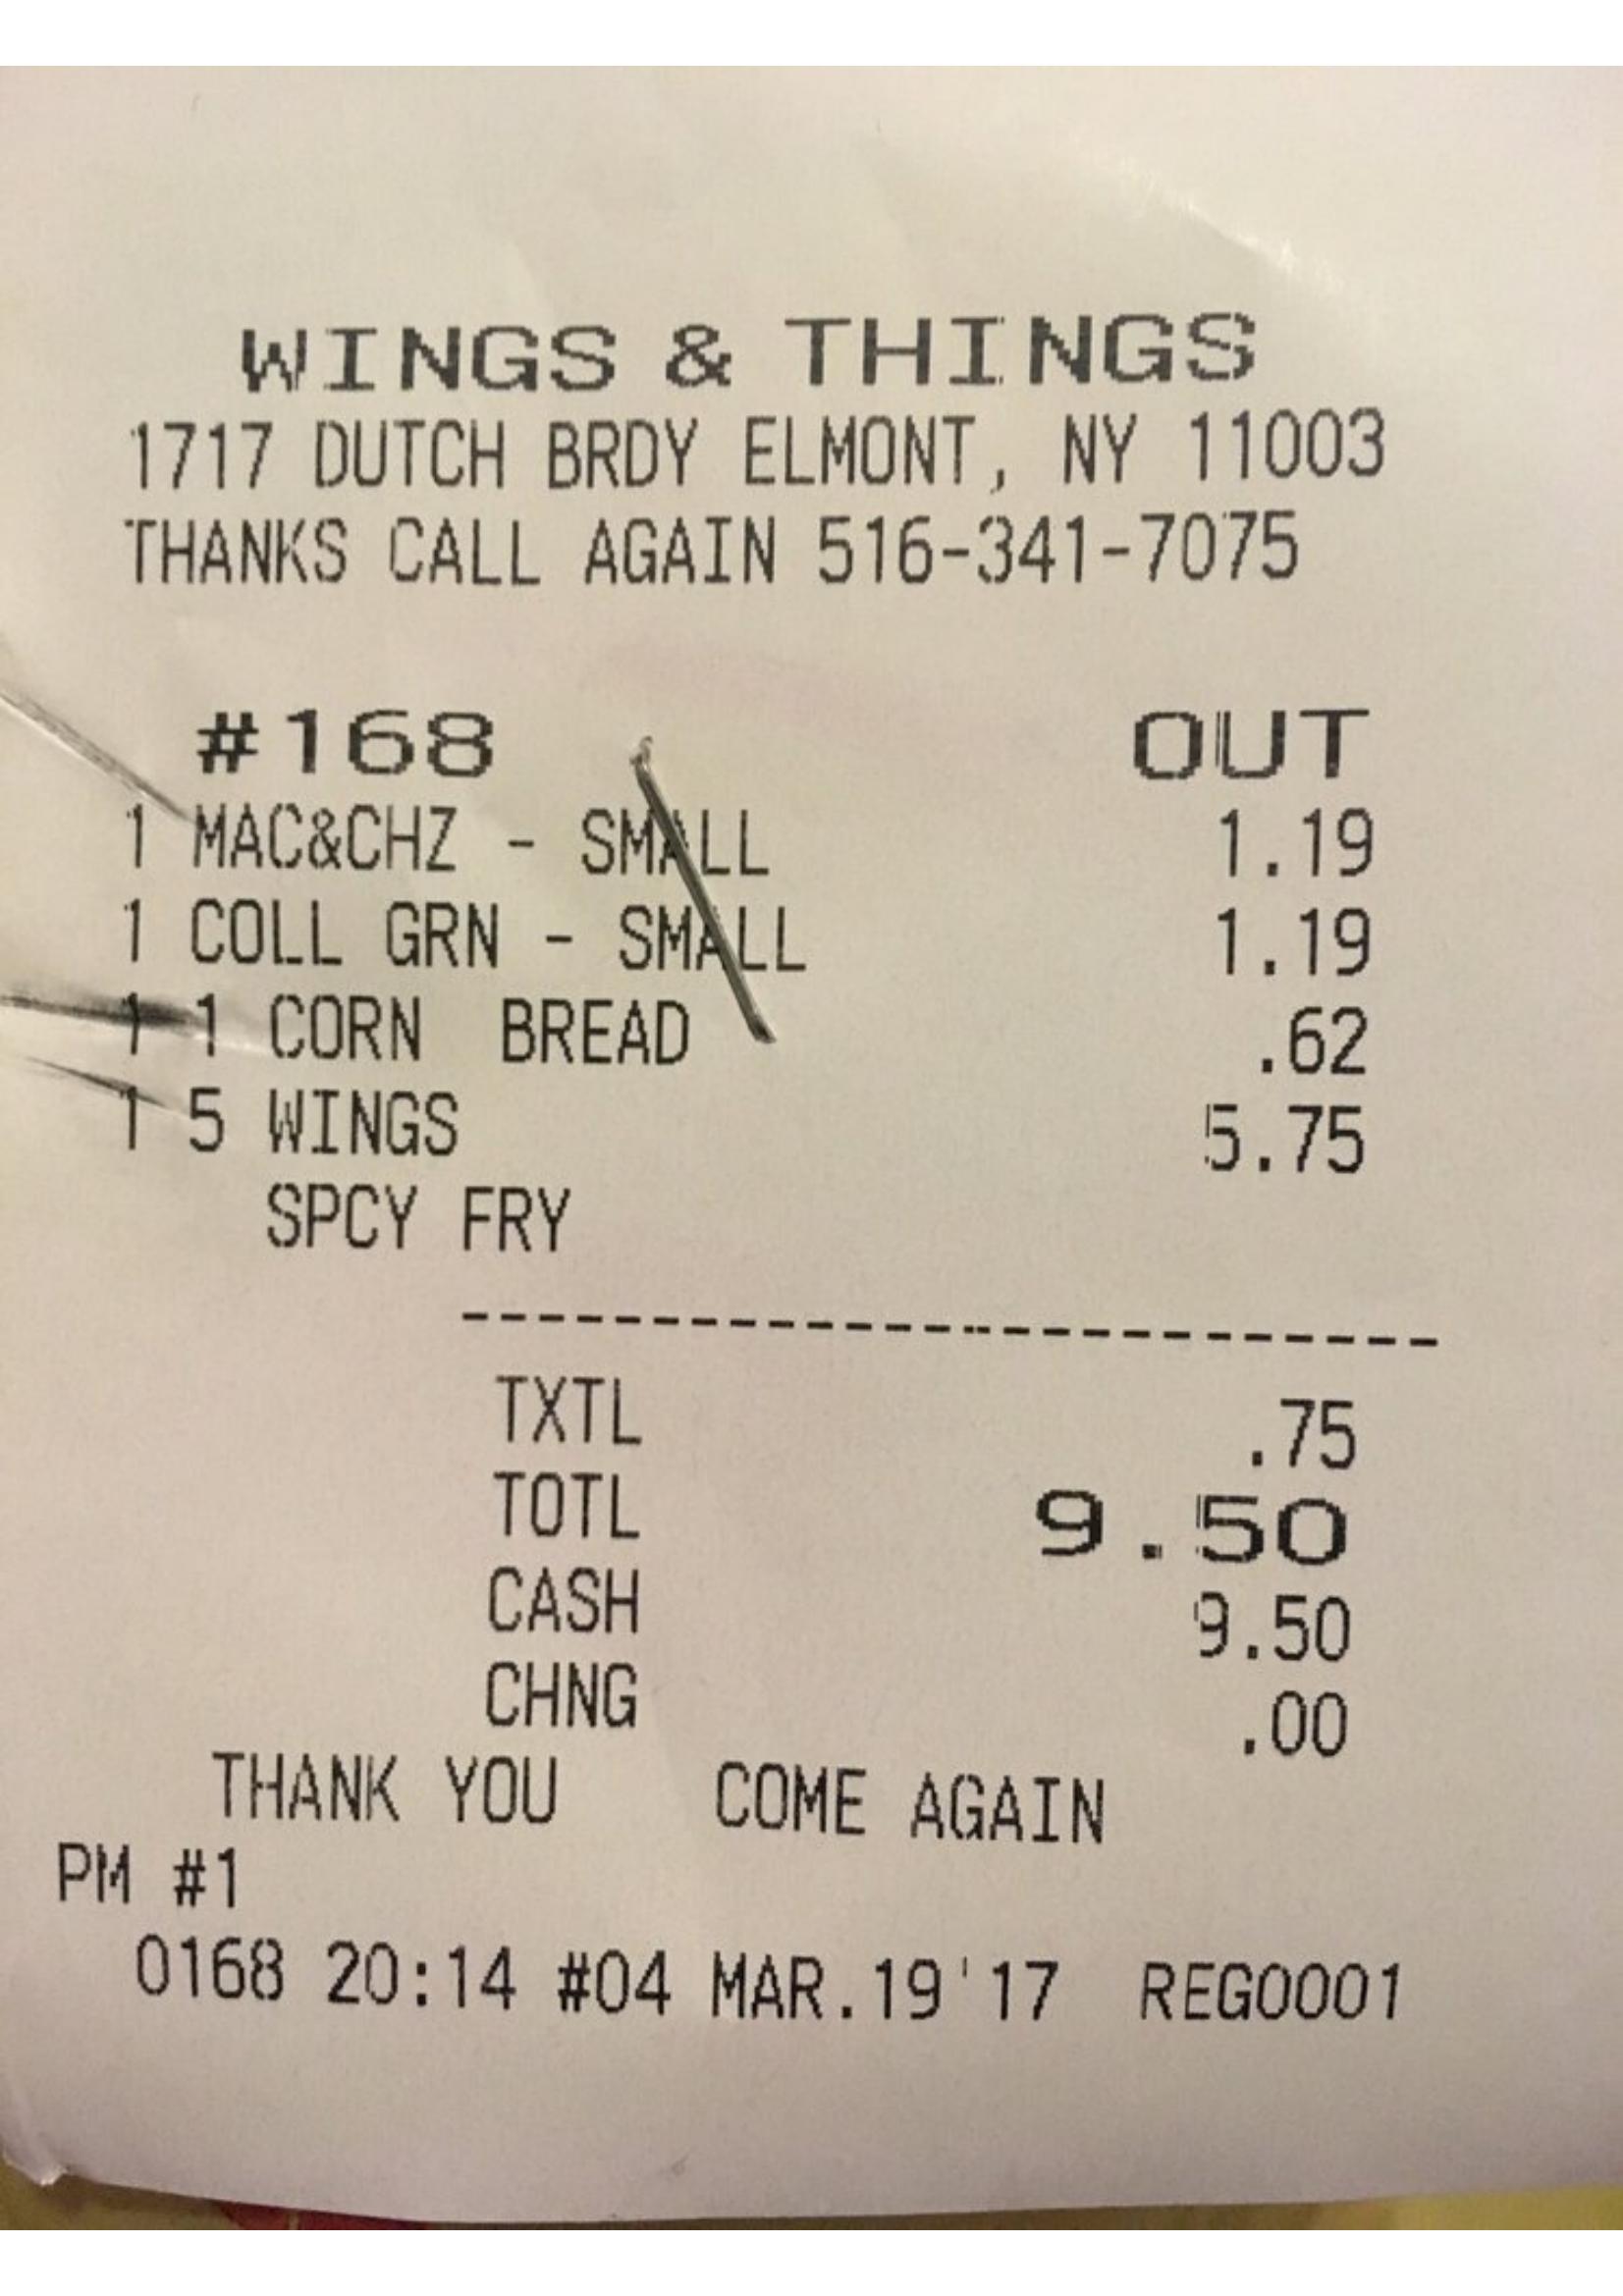 WINGS & THINGS
1717 DUTCH BRDY ELMONT, NY 11003
THANKS CALL AGAIN 516-341-7075
#168 OUT
1 MAC&CHZ - SMALL 1.19
1 COLL GRN - SMALL 1.19
1 1 CORN BREAD .62
1 5 WINGS 5.75
SPCY FRY
-------------------------
TXTL .75
TOTL 9.50
CASH 9.50
CHNG .00
THANK YOU COME AGAIN
PM #1
0168 20:14 #04 MAR.19'17 REG0001